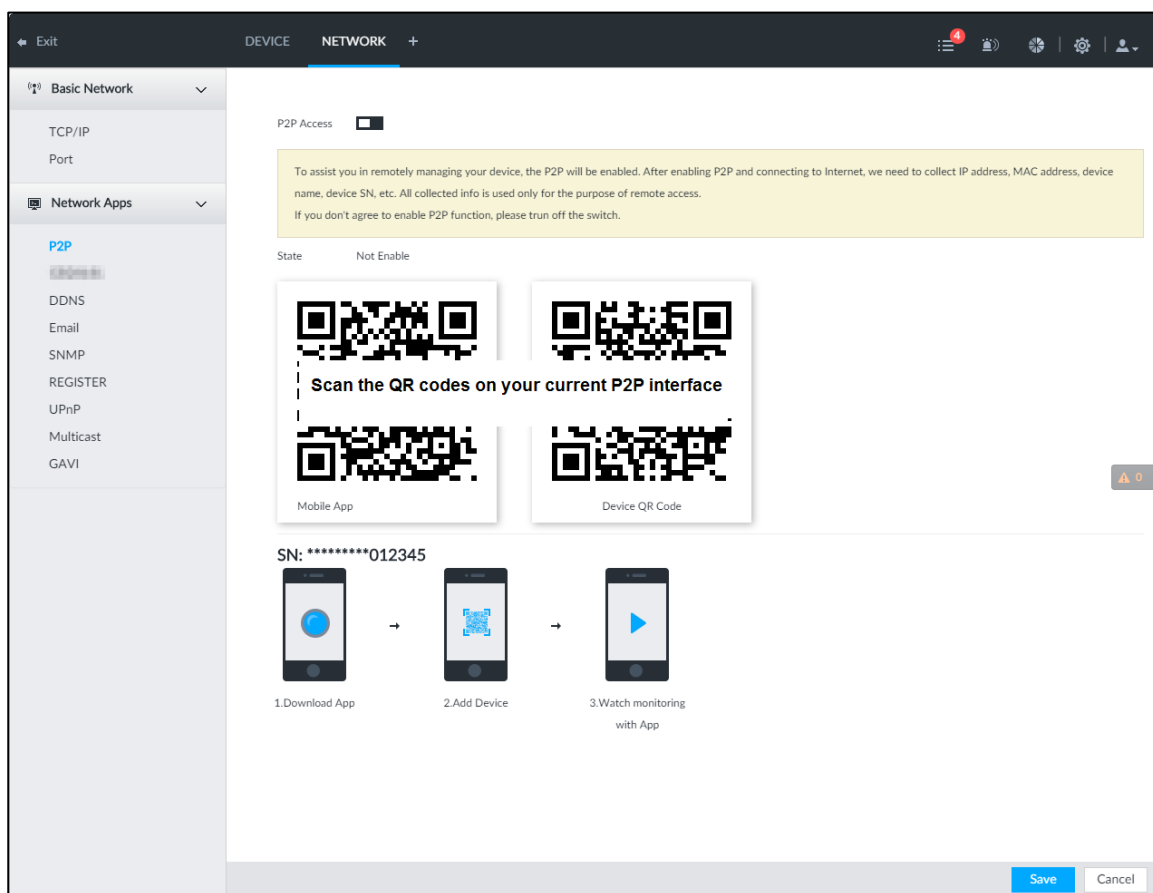 Exit
DEVICE NETWORK +
4
Basic Network
TCP/IP
Port
Network Apps
P2P
DDNS
Email
SNMP
REGISTER
UPnP
Multicast
GAVI
P2P Access
To assist you in remotely managing your device, the P2P will be enabled. After enabling P2P and connecting to Internet, we need to collect IP address, MAC address, device
name, device SN, etc. All collected info is used only for the purpose of remote access.
If you don't agree to enable P2P function, please trun off the switch.
State Not Enable
Scan the QR codes on your current P2P interface
Mobile App
Device QR Code
0
SN: *********012345
1.Download App
2.Add Device
3.Watch monitoring
with App
Save
Cancel